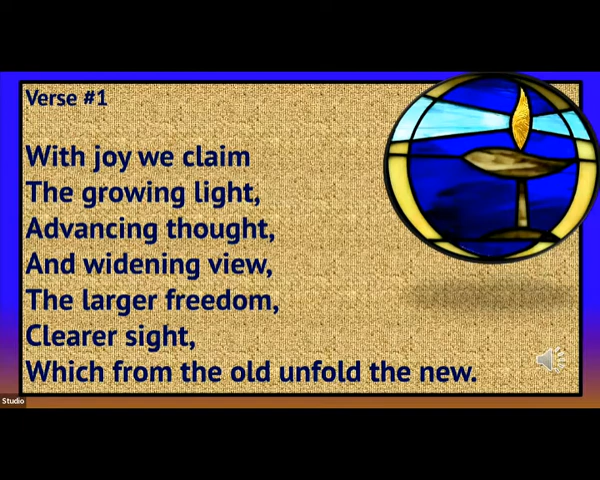 Verse #1
With joy we claim
The growing light,
Advancing thought,
And widening view,
The larger freedom,
Clearer sight,
Which from the old unfold the new.
Studio